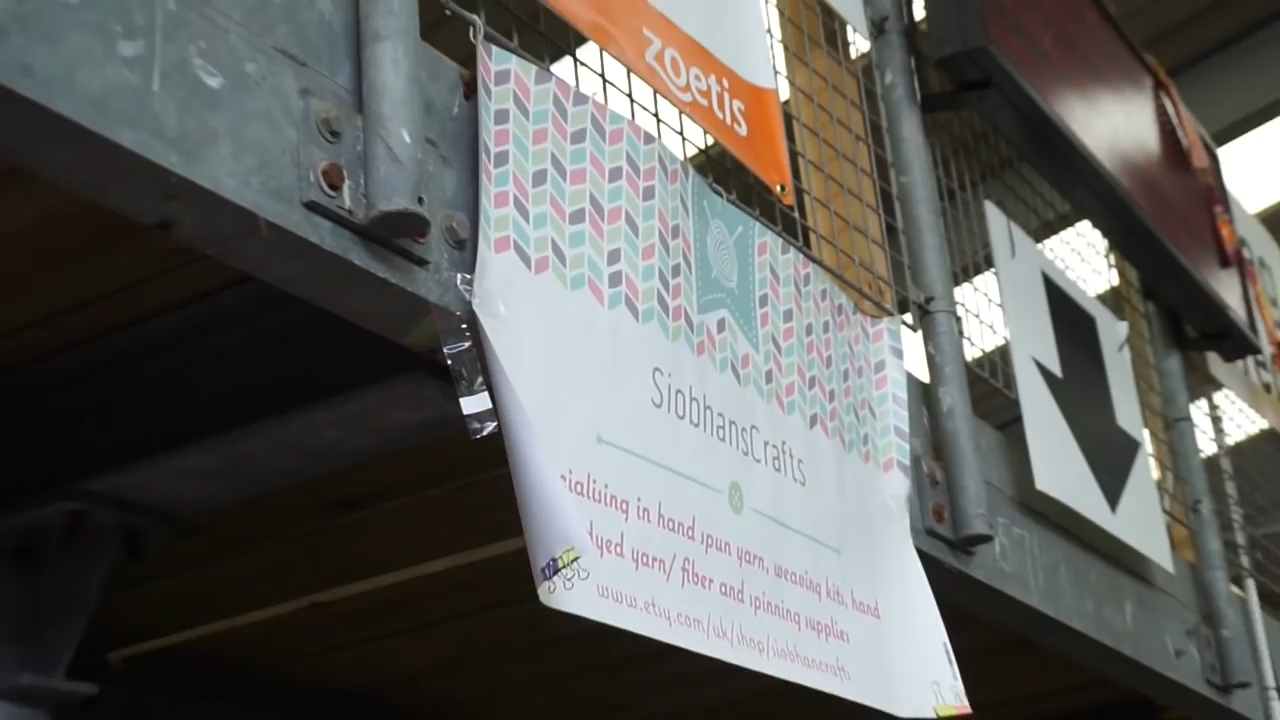 zoetis
SiobhansCrafts
ialising in hand spun yarn, weaving kits, hand
dyed yarn/ fiber and spinning supplies
www.etsy.com/uk/shop/siobhancrafts